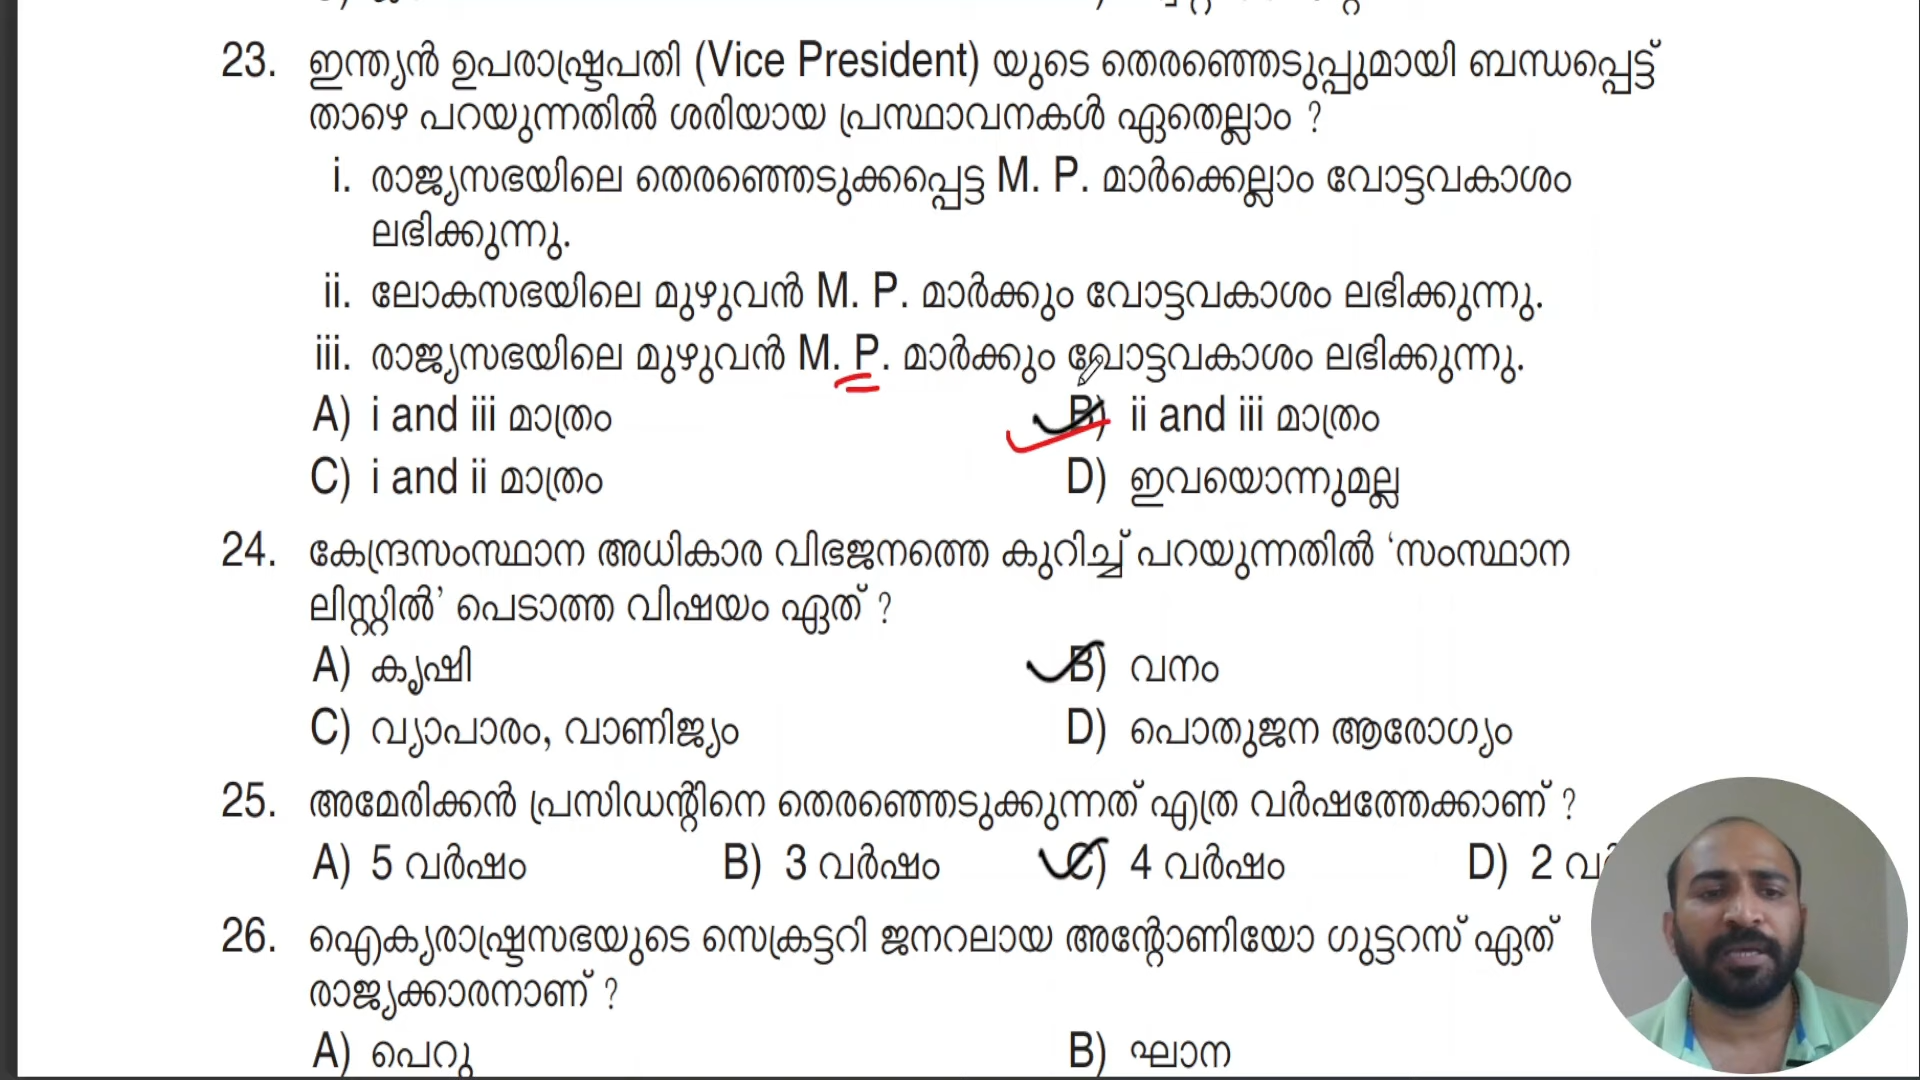 23. ഇന്ത്യൻ ഉപരാഷ്ട്രപതി (Vice President) യുടെ തെരഞ്ഞെടുപ്പുമായി ബന്ധപ്പെട്ട്
താഴെ പറയുന്നതിൽ ശരിയായ പ്രസ്ഥാവനകൾ ഏതെല്ലാം ?
i. രാജ്യസഭയിലെ തെരഞ്ഞെടുക്കപ്പെട്ട M. P. മാർക്കെല്ലാം വോട്ടവകാശം
ലഭിക്കുന്നു.
ii. ലോകസഭയിലെ മുഴുവൻ M. P. മാർക്കും വോട്ടവകാശം ലഭിക്കുന്നു.
iii. രാജ്യസഭയിലെ മുഴുവൻ M. P. മാർക്കും വോട്ടവകാശം ലഭിക്കുന്നു.
A) i and iii മാത്രം B) ii and iii മാത്രം
C) i and ii മാത്രം D) ഇവയൊന്നുമല്ല
24. കേന്ദ്രസംസ്ഥാന അധികാര വിഭജനത്തെ കുറിച്ച് പറയുന്നതിൽ ‘സംസ്ഥാന
ലിസ്റ്റിൽ’ പെടാത്ത വിഷയം ഏത് ?
A) കൃഷി B) വനം
C) വ്യാപാരം, വാണിജ്യം D) പൊതുജന ആരോഗ്യം
25. അമേരിക്കൻ പ്രസിഡന്റിനെ തെരഞ്ഞെടുക്കുന്നത് എത്ര വർഷത്തേക്കാണ് ?
A) 5 വർഷം B) 3 വർഷം C) 4 വർഷം D) 2
26. ഐക്യരാഷ്ട്രസഭയുടെ സെക്രട്ടറി ജനറലായ അന്റോണിയോ ഗുട്ടറസ് ഏത്
രാജ്യക്കാരനാണ് ?
A) പെറു B) ഘാന